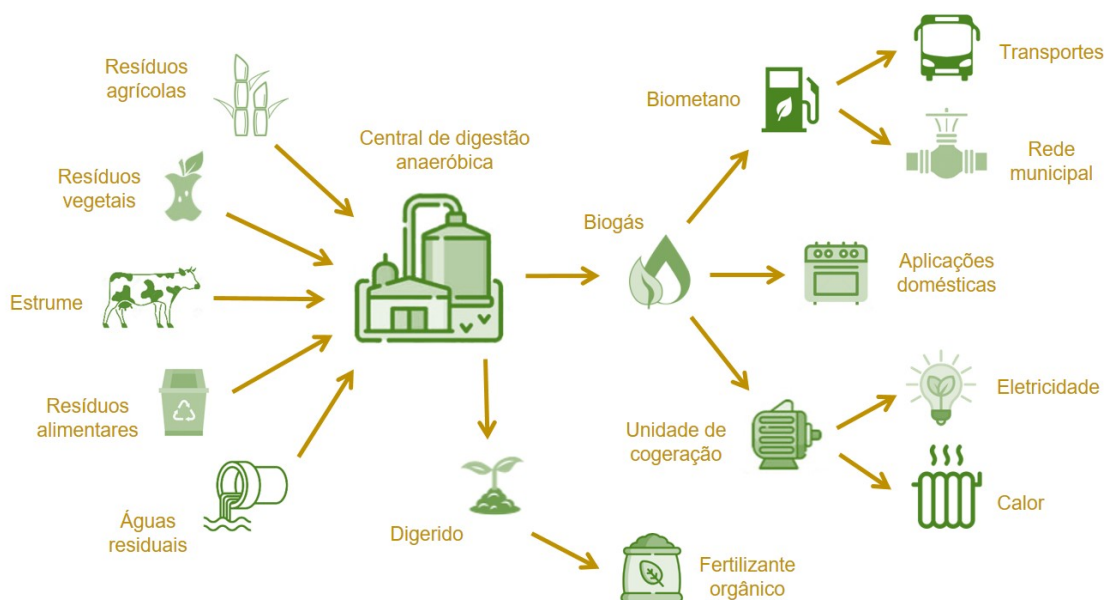 Resíduos
agrícolas
Resíduos
vegetais
Estrume
Resíduos
alimentares
Águas
residuais
Central de digestão
anaeróbica
Digerido
Fertilizante
orgânico
Biogás
Biometano
Transportes
Rede
municipal
Aplicações
domésticas
Unidade de
cogeração
Eletricidade
Calor